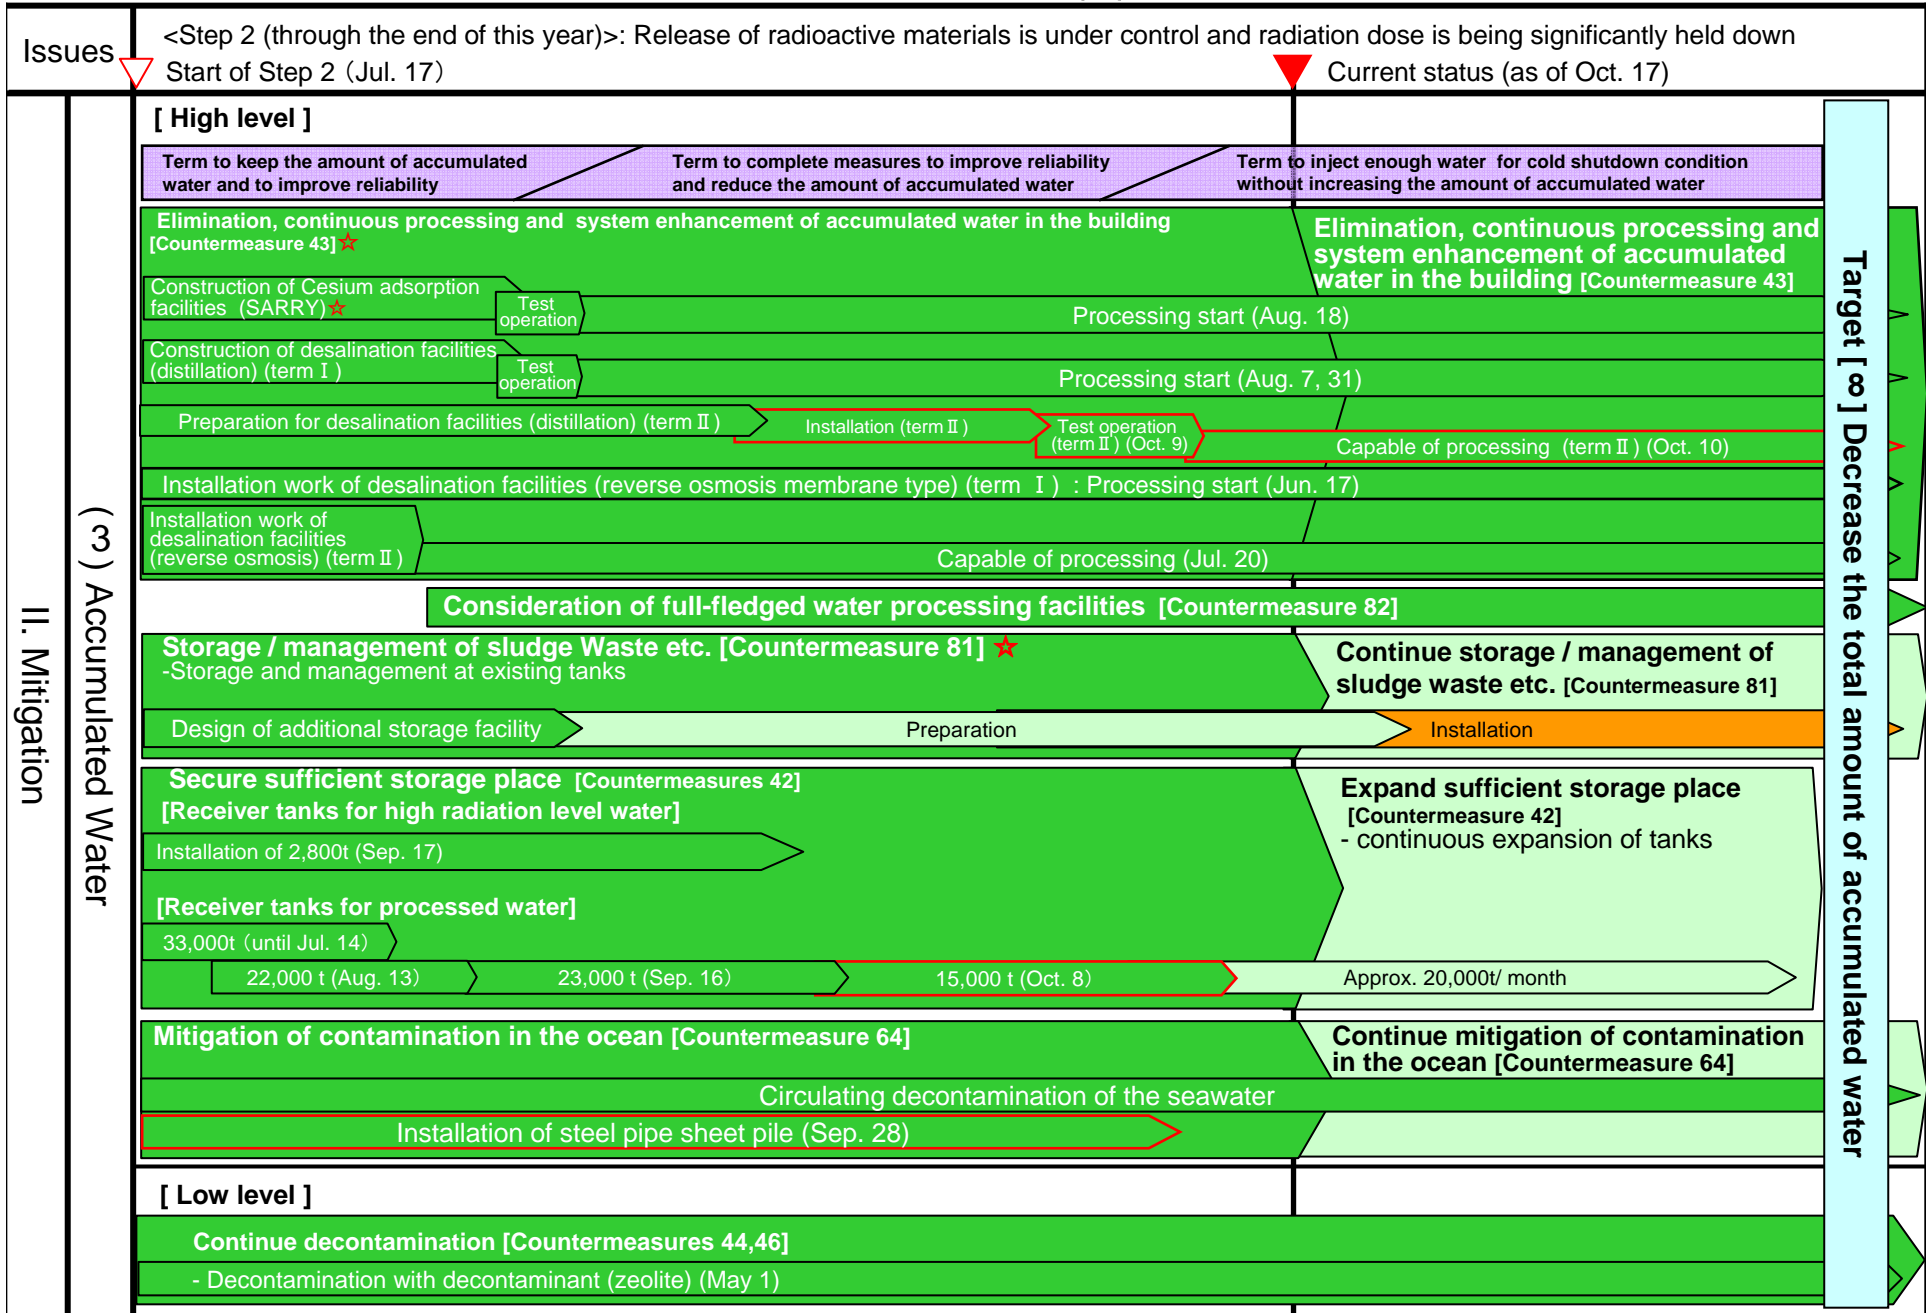 Issues
<Step 2 (through the end of this year)>: Release of radioactive materials is under control and radiation dose is being significantly held down
Start of Step 2（Jul. 17）
Current status (as of Oct. 17)
II. Mitigation
(3) Accumulated Water
[ High level ]
Term to keep the amount of accumulated
water and to improve reliability
Term to complete measures to improve reliability
and reduce the amount of accumulated water
Term to inject enough water for cold shutdown condition
without increasing the amount of accumulated water
Elimination, continuous processing and system enhancement of accumulated water in the building
[Countermeasure 43]☆
Elimination, continuous processing and
system enhancement of accumulated
water in the building [Countermeasure 43]
Construction of Cesium adsorption
facilities (SARRY)☆
Test
operation
Processing start (Aug. 18)
Construction of desalination facilities
(distillation) (term Ⅰ)
Test
operation
Processing start (Aug. 7, 31)
Preparation for desalination facilities (distillation) (term Ⅱ)
Installation (term Ⅱ)
Test operation
(term Ⅱ) (Oct. 9)
Capable of processing (term Ⅱ) (Oct. 10)
Installation work of desalination facilities (reverse osmosis membrane type) (term Ⅰ) : Processing start (Jun. 17)
Installation work of
desalination facilities
(reverse osmosis) (term Ⅱ)
Capable of processing (Jul. 20)
Consideration of full-fledged water processing facilities [Countermeasure 82]
Storage / management of sludge Waste etc. [Countermeasure 81] ☆
-Storage and management at existing tanks
Continue storage / management of
sludge waste etc. [Countermeasure 81]
Design of additional storage facility
Preparation
Installation
Secure sufficient storage place [Countermeasures 42]
[Receiver tanks for high radiation level water]
Expand sufficient storage place
[Countermeasure 42]
- continuous expansion of tanks
Installation of 2,800t (Sep. 17)
[Receiver tanks for processed water]
33,000t（until Jul. 14）
22,000 t (Aug. 13）
23,000 t (Sep. 16）
15,000 t (Oct. 8）
Approx. 20,000t/ month
Mitigation of contamination in the ocean [Countermeasure 64]
Continue mitigation of contamination
in the ocean [Countermeasure 64]
Circulating decontamination of the seawater
Installation of steel pipe sheet pile (Sep. 28)
[ Low level ]
Continue decontamination [Countermeasures 44,46]
- Decontamination with decontaminant (zeolite) (May 1)
Target [ 8 ] Decrease the total amount of accumulated water